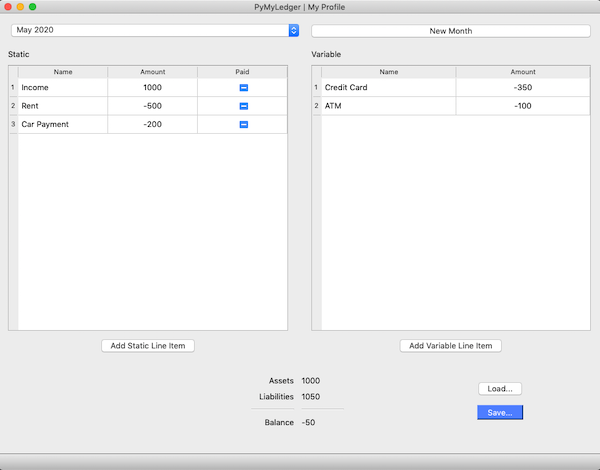 PyMyLedger | My Profile
May 2020
New Month
Static
Variable
Name Amount Paid
1 Income 1000
2 Rent -500
3 Car Payment -200
Name Amount
1 Credit Card -350
2 ATM -100
Add Static Line Item
Add Variable Line Item
Assets 1000
Liabilities 1050
Balance -50
Load...
Save...